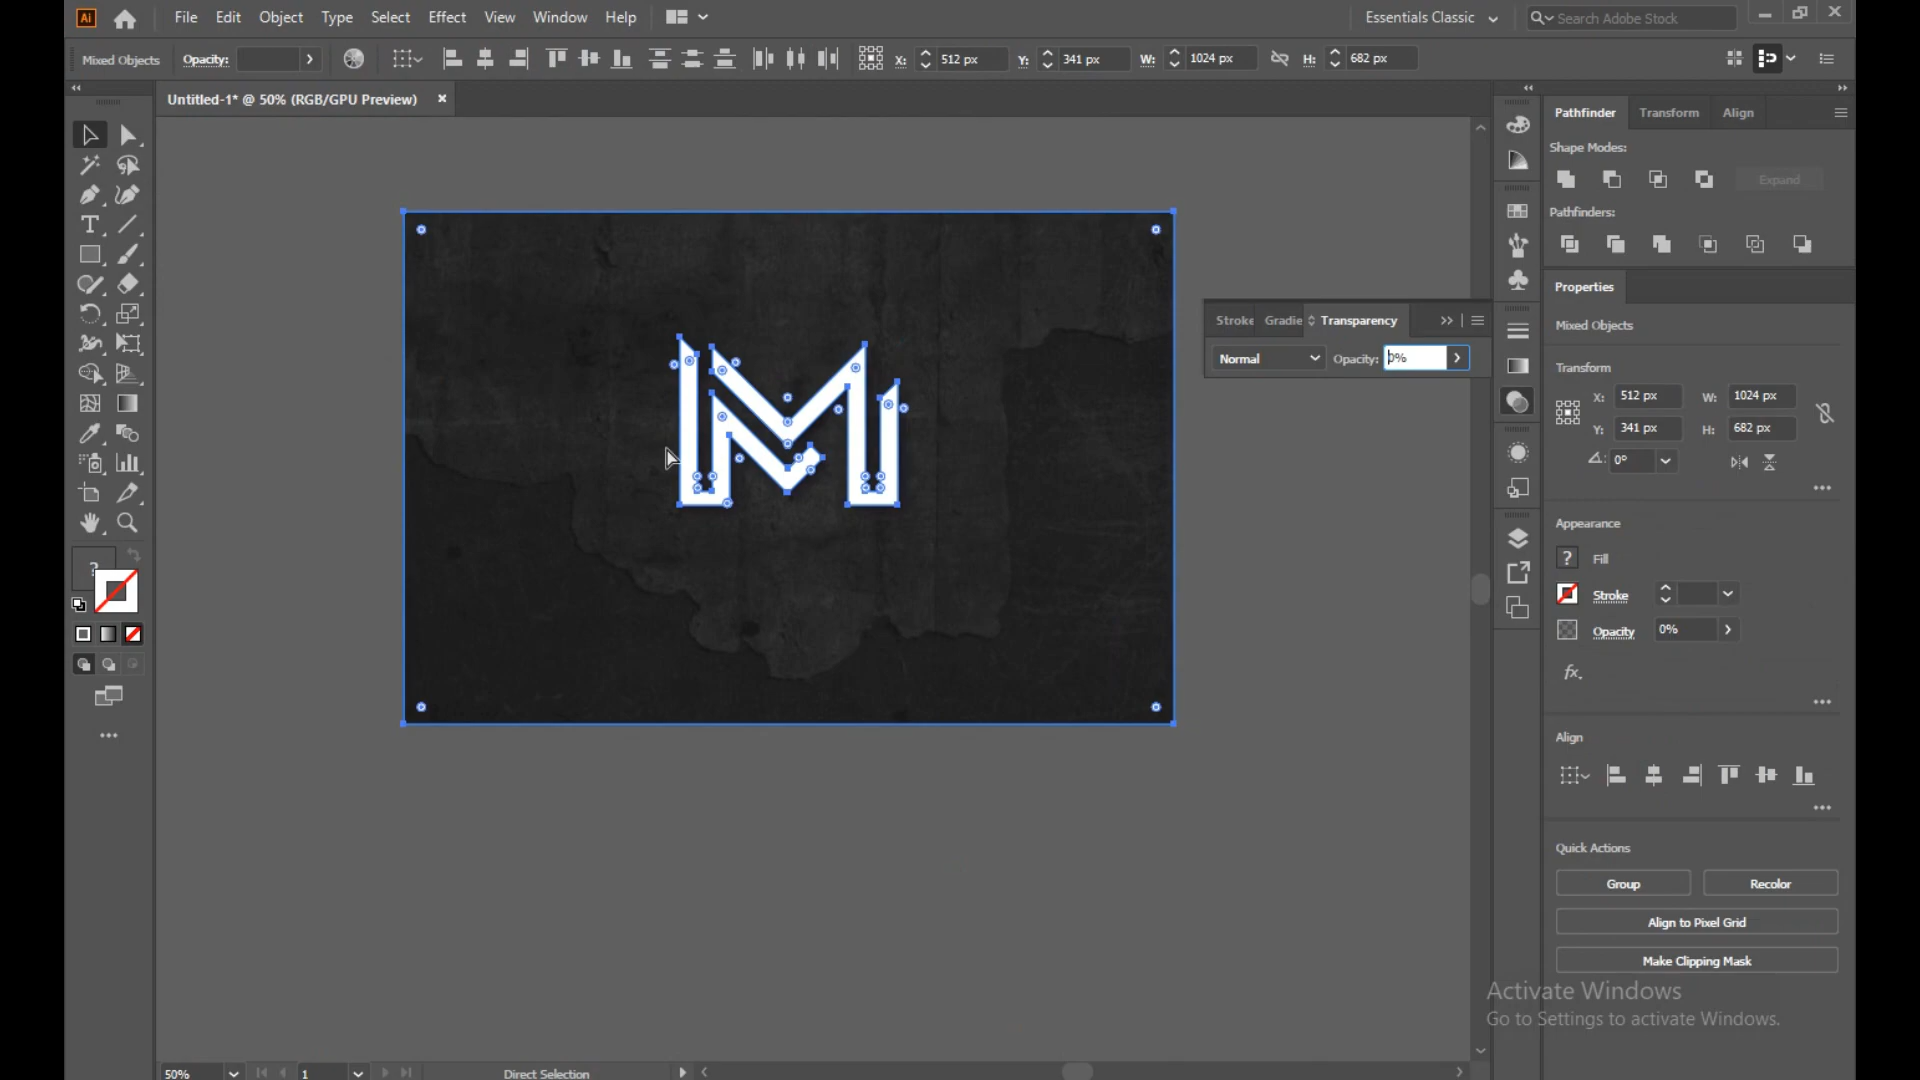 Ai File Edit Object Type Select Effect View Window Help Essentials Classic Search Adobe Stock
Mixed Objects Opacity: X: 512 px Y: 341 px W: 1024 px H: 682 px
Untitled-1* @ 50% (RGB/GPU Preview)
Pathfinder Transform Align
Shape Modes:
Expand
Pathfinders:
Properties
Mixed Objects
Stroke Gradie Transparency
Normal Opacity: 0%
Transform
X: 512 px W: 1024 px
Y: 341 px H: 682 px
0°
Appearance
? Fill
Stroke
Opacity 0%
fx.
Align
Quick Actions
Group Recolor
Align to Pixel Grid
Make Clipping Mask
Activate Windows
Go to Settings to activate Windows.
T
?
M
50% 1 Direct Selection